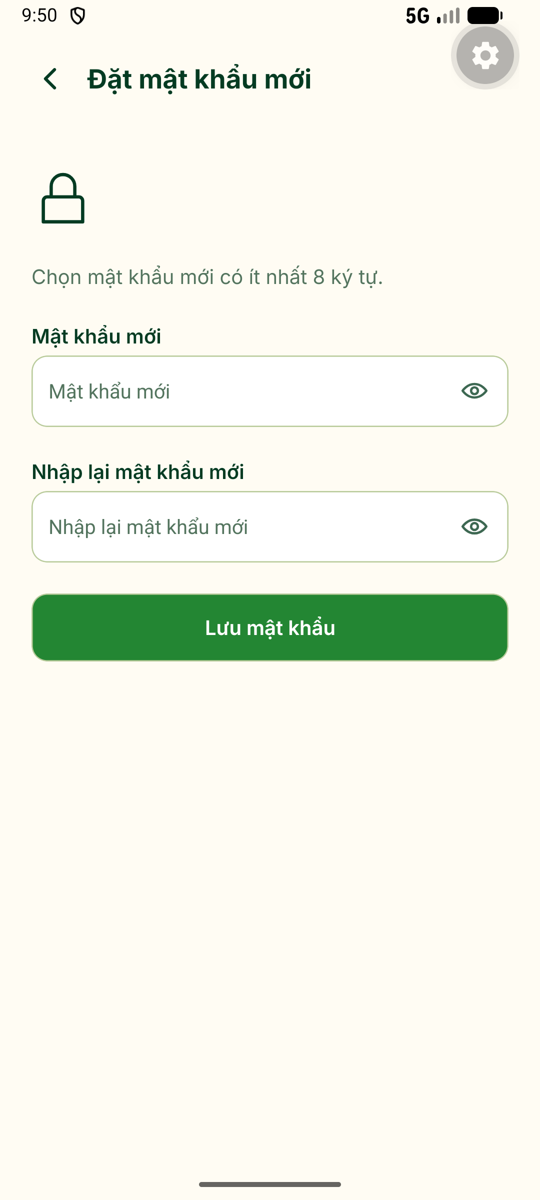 9:50
5G
Đặt mật khẩu mới
Chọn mật khẩu mới có ít nhất 8 ký tự.
Mật khẩu mới
Mật khẩu mới
Nhập lại mật khẩu mới
Nhập lại mật khẩu mới
Lưu mật khẩu